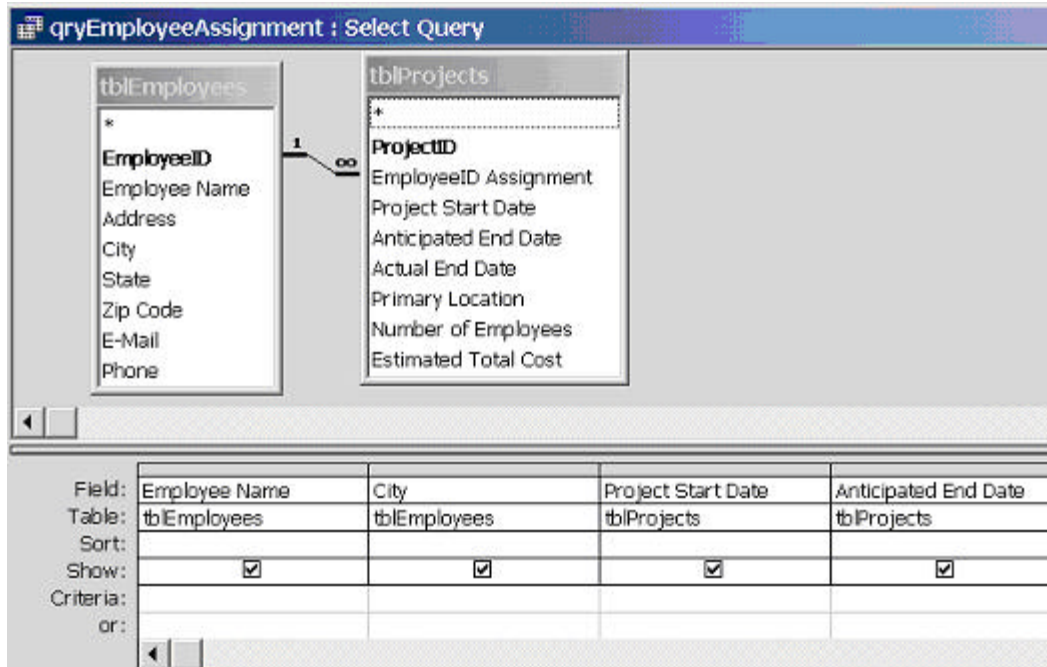 qryEmployeeAssignment : Select Query
tblEmployees
*
EmployeeID
Employee Name
Address
City
State
Zip Code
E-Mail
Phone
1
∞
tblProjects
*
ProjectID
EmployeeID Assignment
Project Start Date
Anticipated End Date
Actual End Date
Primary Location
Number of Employees
Estimated Total Cost
Field: Employee Name City Project Start Date Anticipated End Date
Table: tblEmployees tblEmployees tblProjects tblProjects
Sort:
Show:
Criteria:
or: